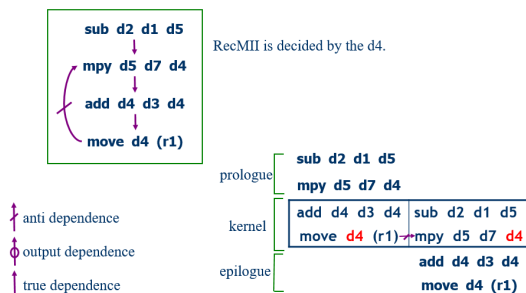 sub d2 d1 d5
mpy d5 d7 d4
add d4 d3 d4
move d4 (r1)
RecMII is decided by the d4.
anti dependence
output dependence
true dependence
prologue
sub d2 d1 d5
mpy d5 d7 d4
kernel
add d4 d3 d4 sub d2 d1 d5
move d4 (r1) mpy d5 d7 d4
epilogue
add d4 d3 d4
move d4 (r1)